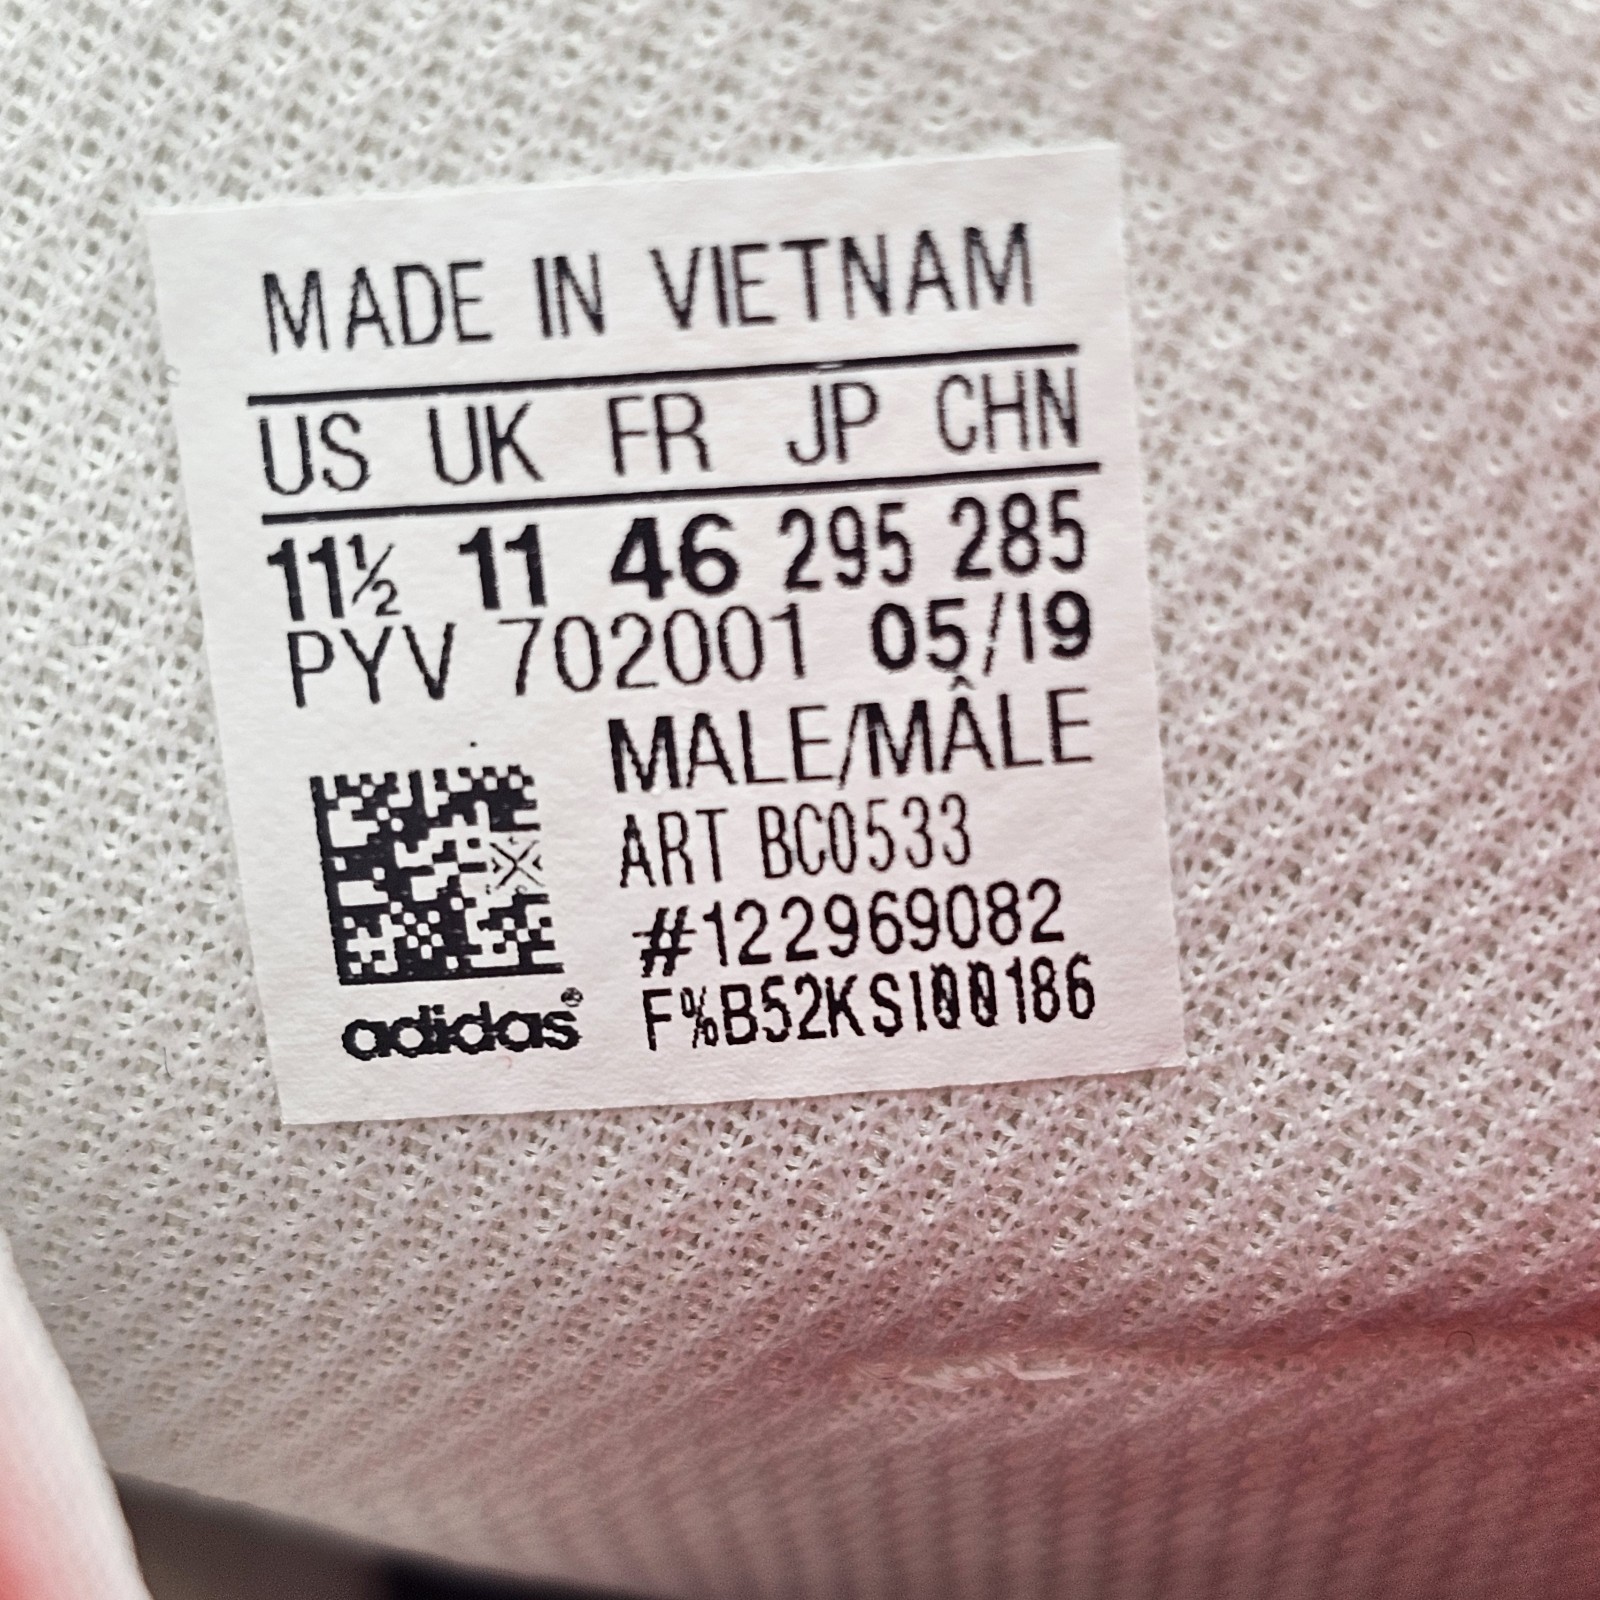 MADE IN VIETNAM
US UK FR JP CHN
11½ 11 46 295 285
PYV 702001 05/19
MALE/MÂLE
ART BC0533
#122969082
F%B52KSI00186
adidas®